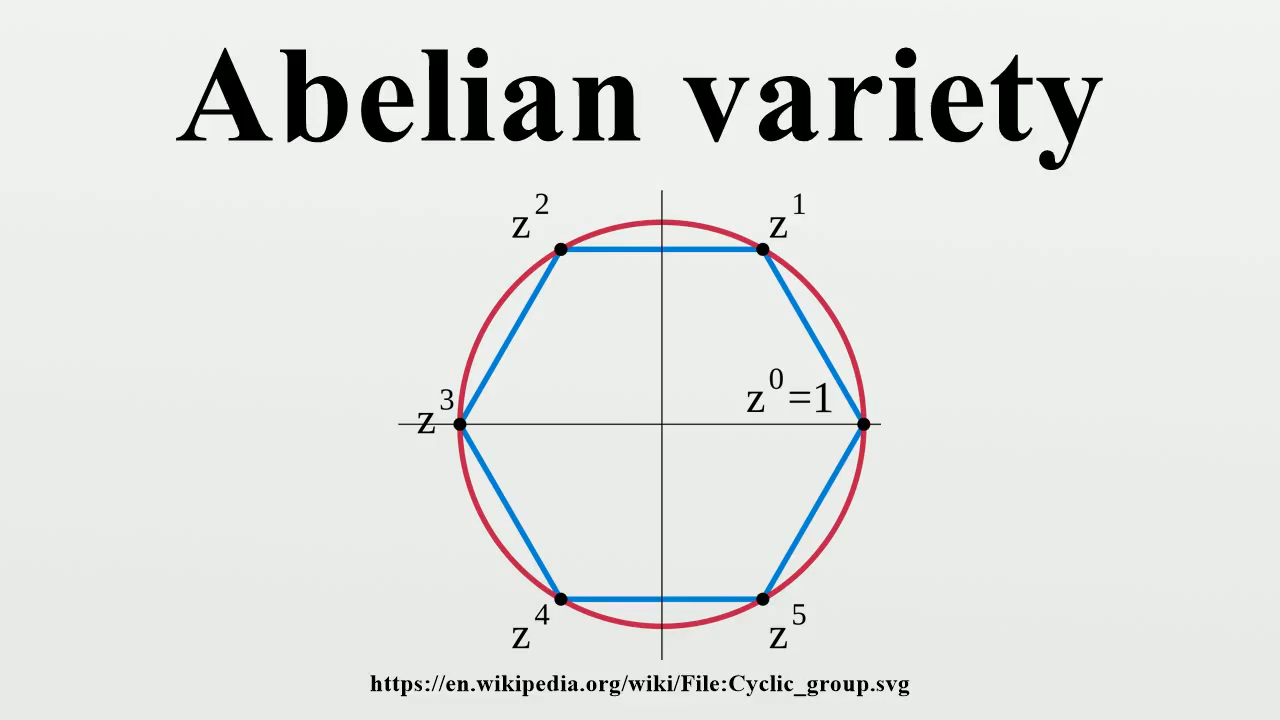 Abelian variety
z² z¹
z³ z⁰=1
z⁴ z⁵
https://en.wikipedia.org/wiki/File:Cyclic_group.svg